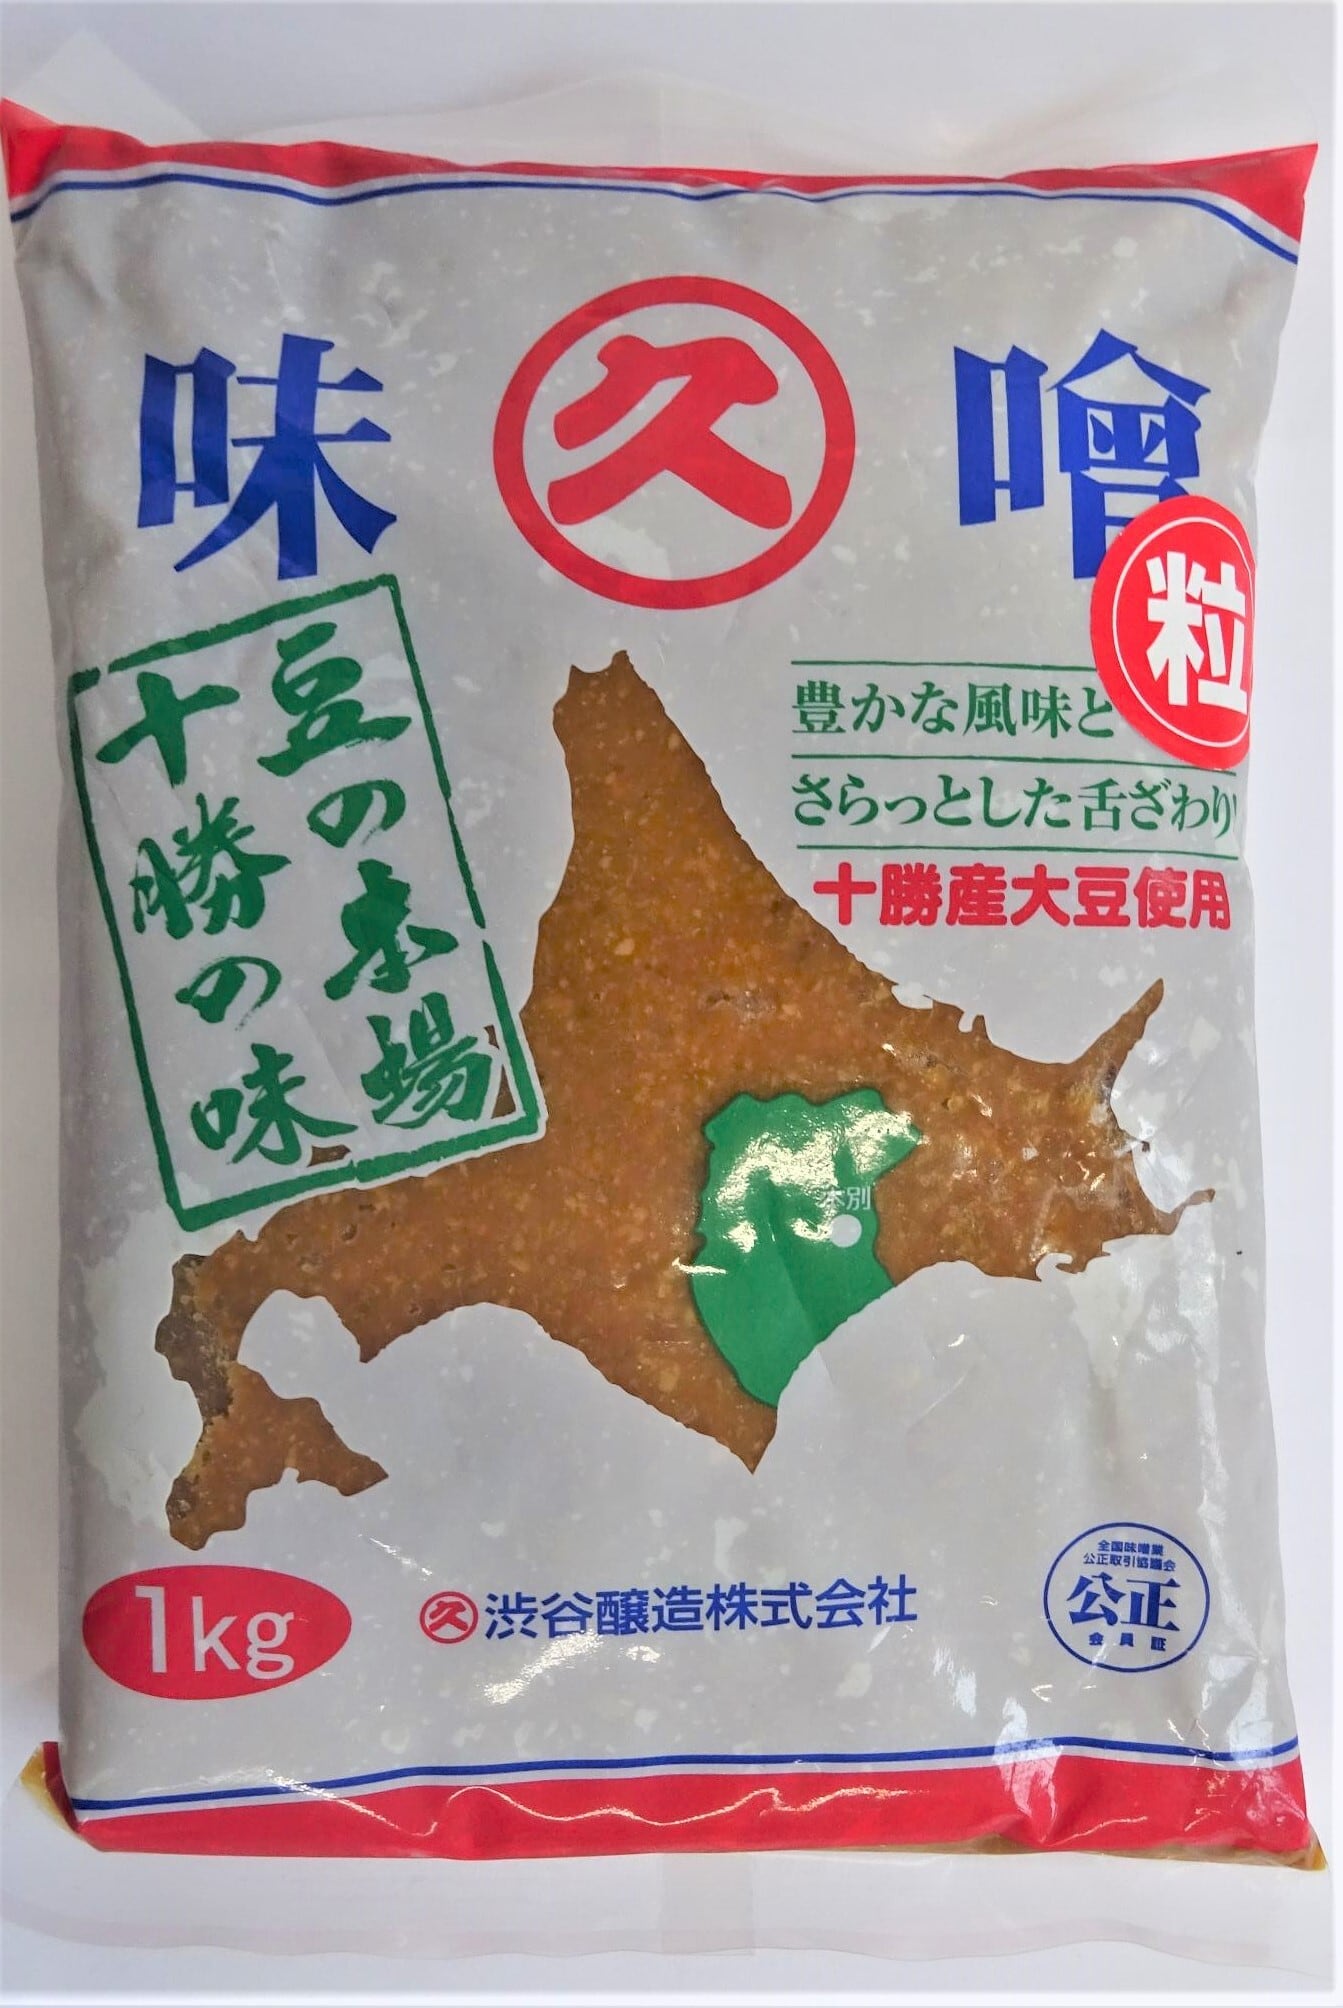 味 久 噌
粒
豆の本場
十勝の味
豊かな風味と
さらっとした舌ざわり
十勝産大豆使用
本別
1kg
久 渋谷醸造株式会社
全国味噌業
公正取引協議会
公正
会員証